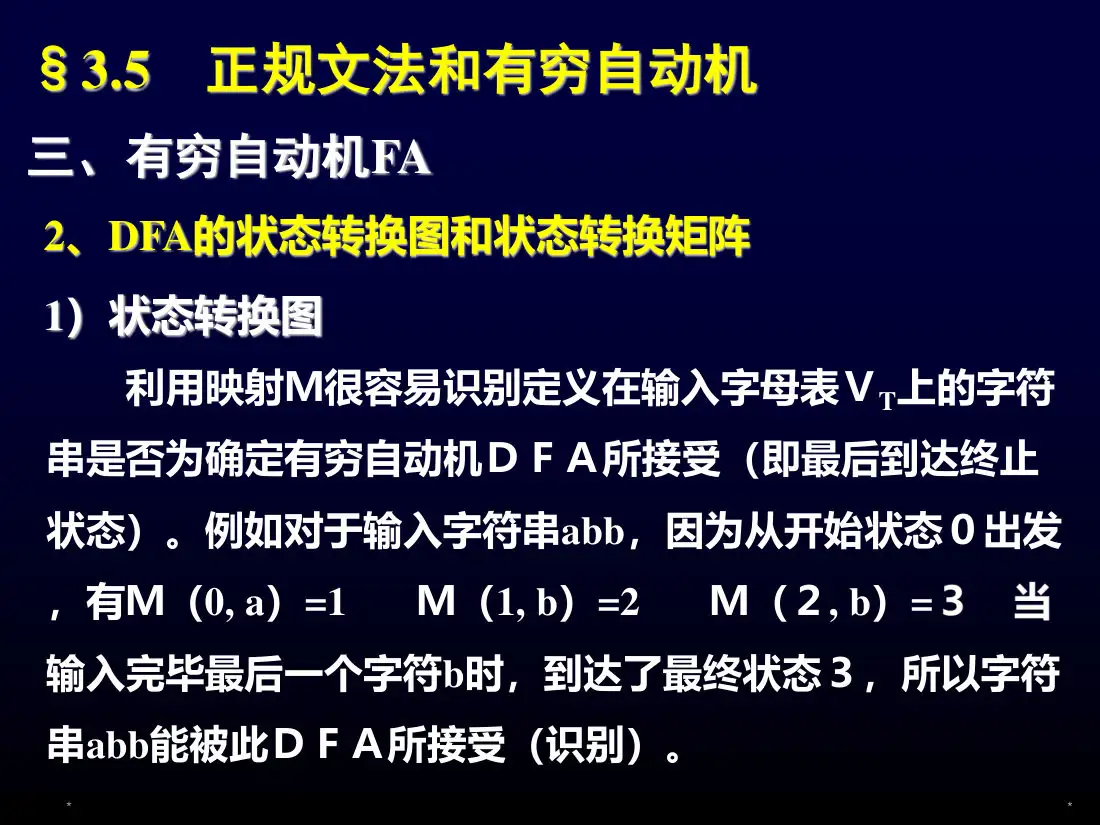 §3.5 正规文法和有穷自动机
三、有穷自动机FA
2、DFA的状态转换图和状态转换矩阵
1）状态转换图
利用映射M很容易识别定义在输入字母表ＶT上的字符
串是否为确定有穷自动机ＤＦＡ所接受（即最后到达终止
状态）。例如对于输入字符串abb，因为从开始状态０出发
，有M（0, a）=1 M（1, b）=2 M（２, b）=３ 当
输入完毕最后一个字符b时，到达了最终状态３，所以字符
串abb能被此ＤＦＡ所接受（识别）。
* *